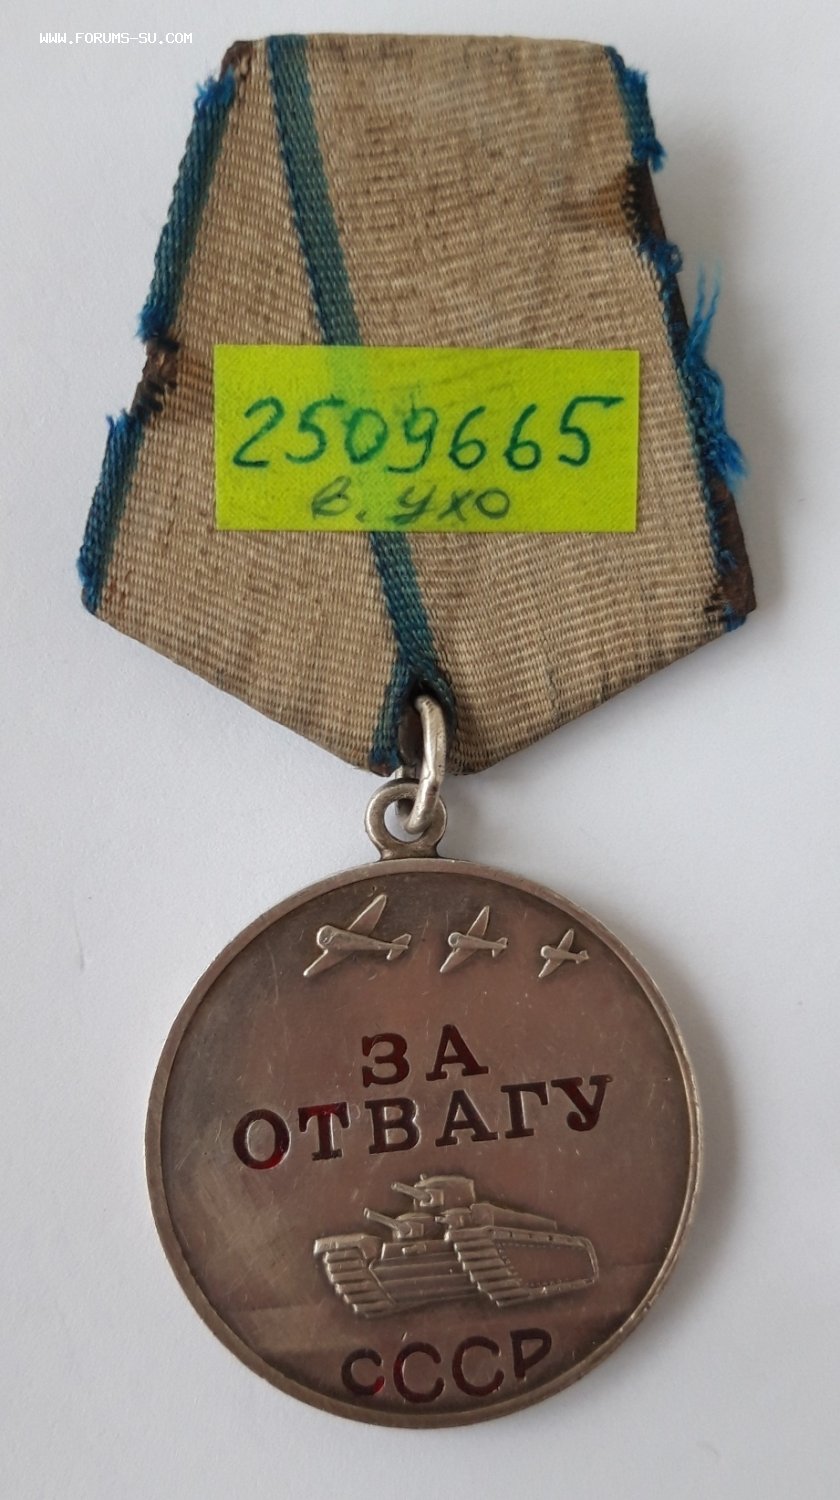 WWW.FORUMS-SU.COM
2509665
в. ухо
ЗА
ОТВАГУ
СССР